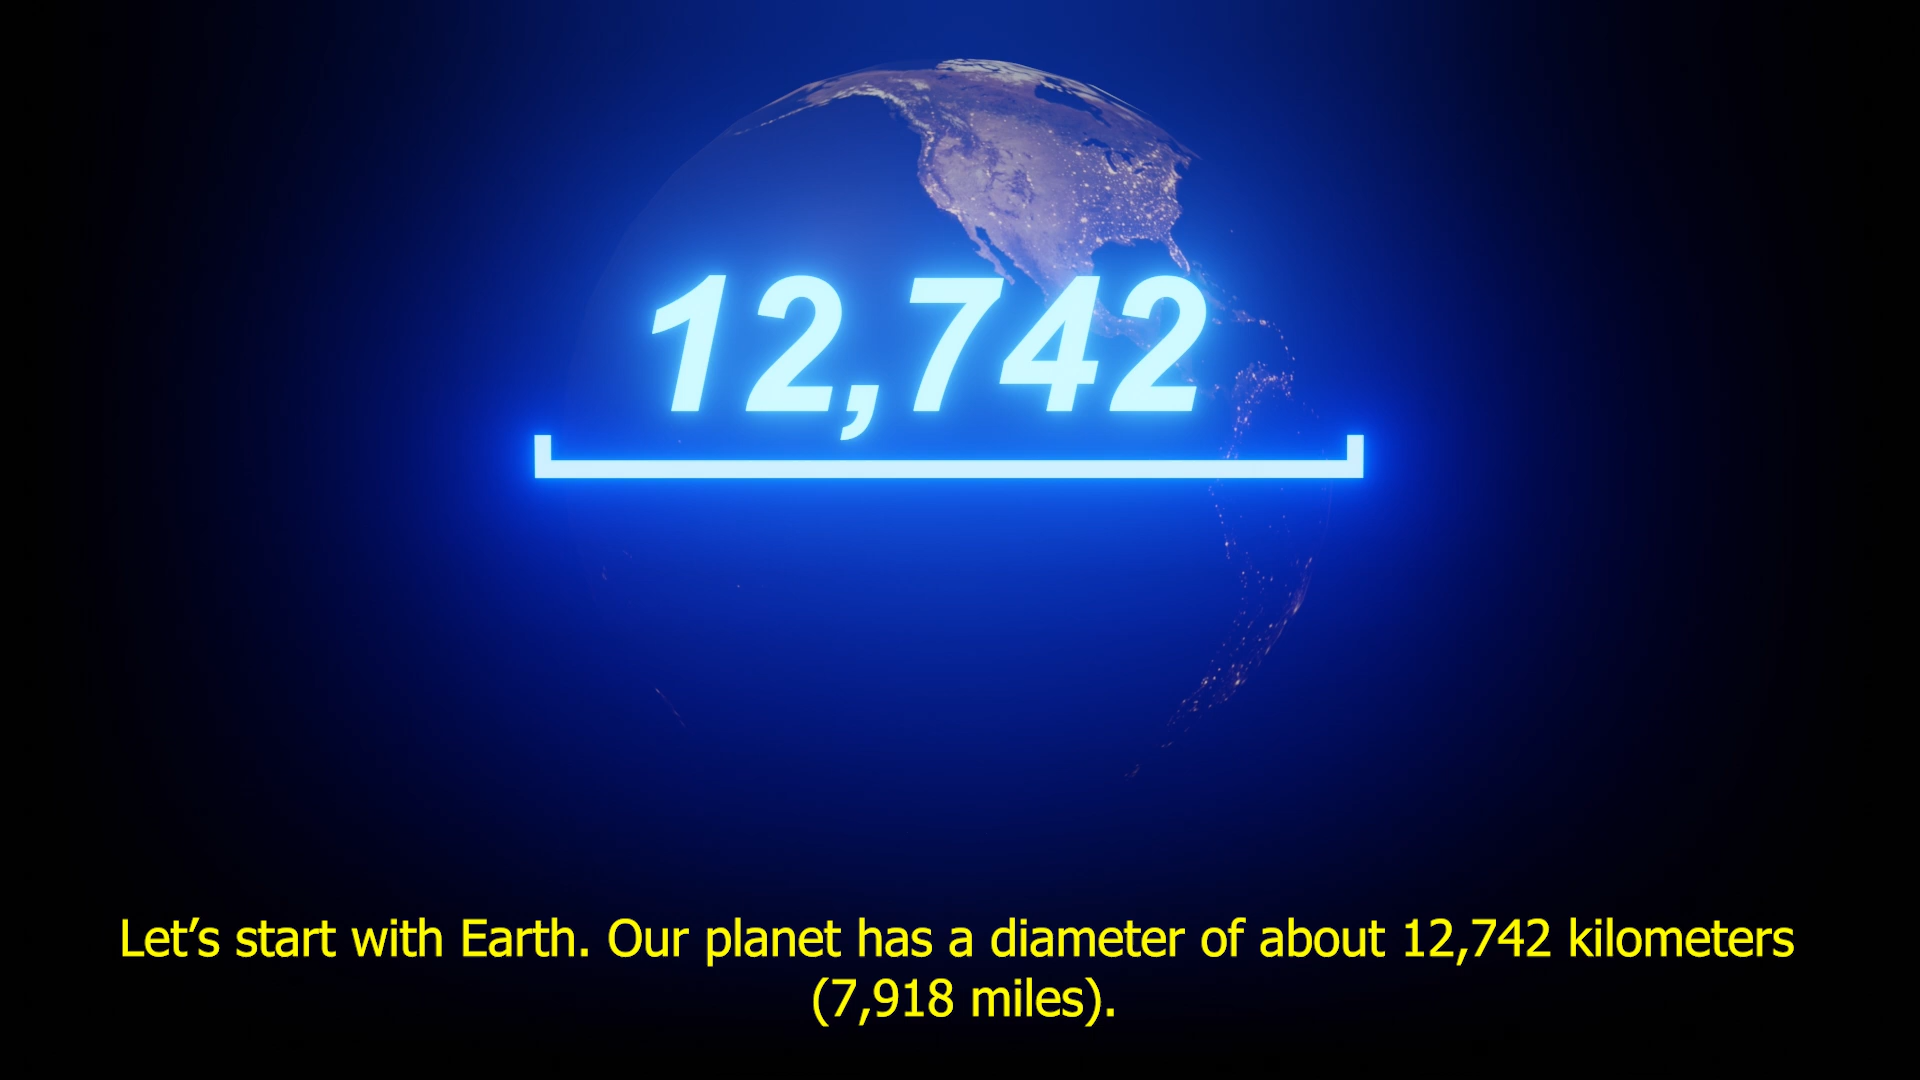 12,742
Let’s start with Earth. Our planet has a diameter of about 12,742 kilometers
(7,918 miles).